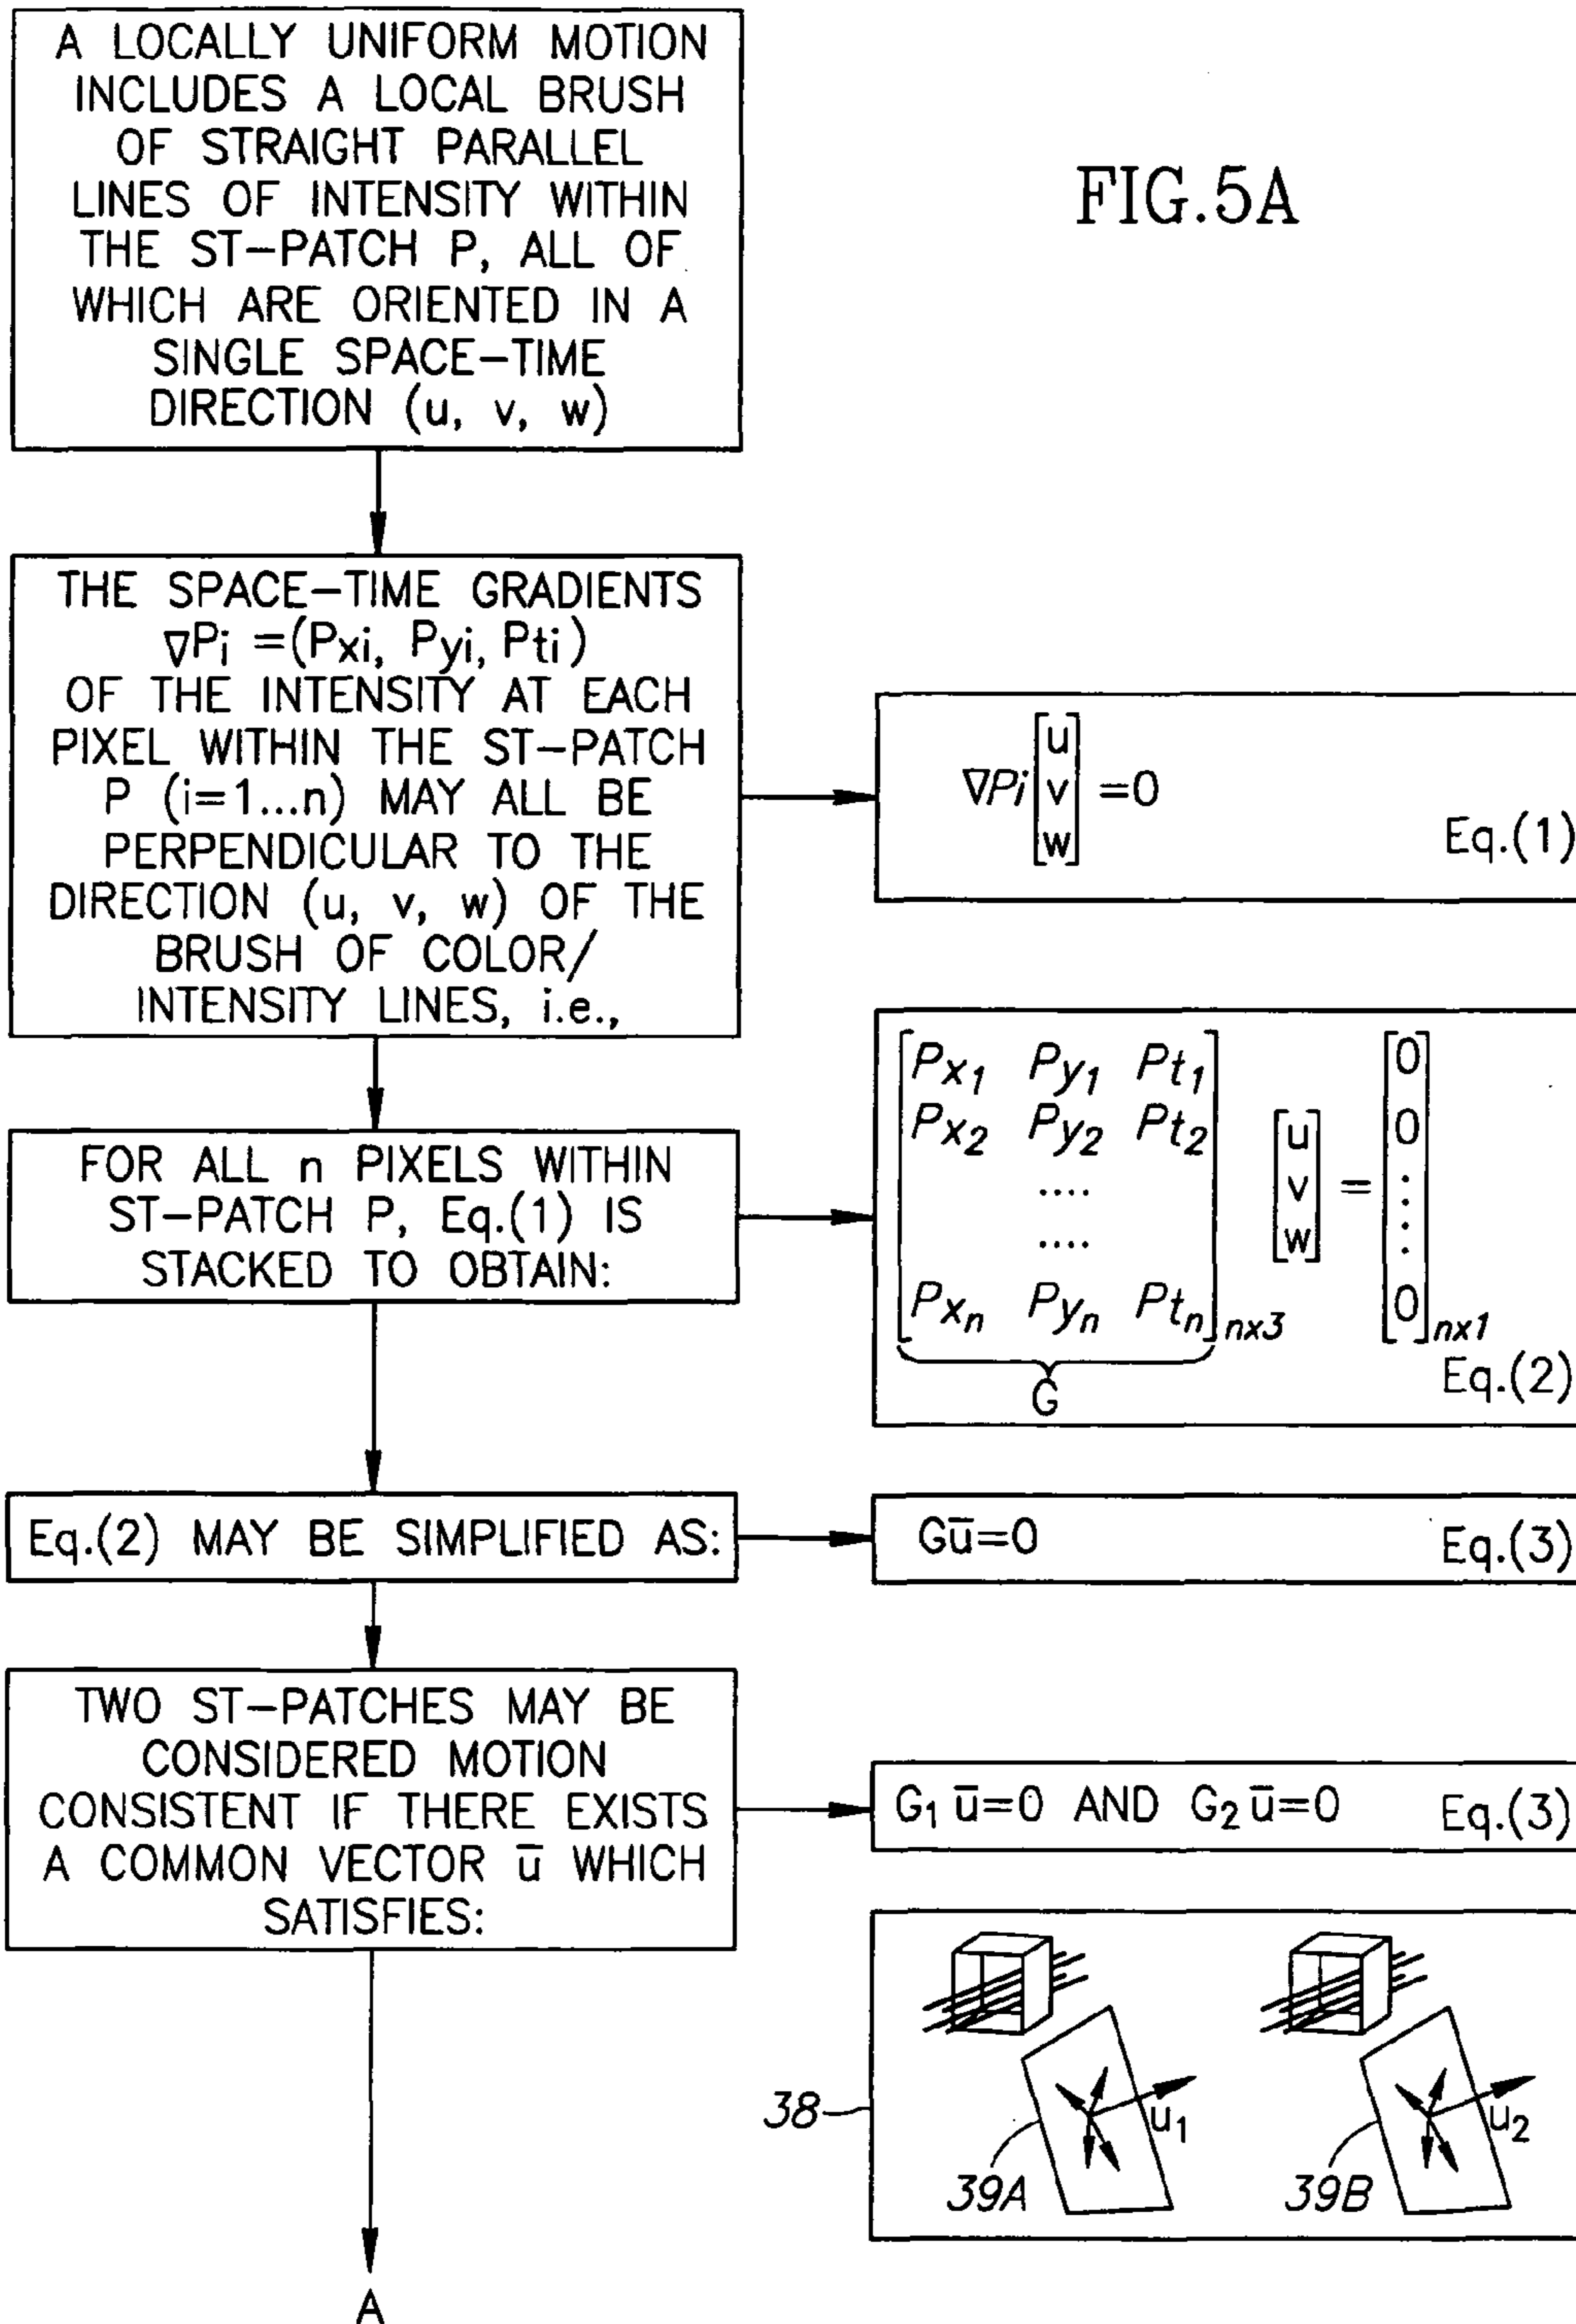 A LOCALLY UNIFORM MOTION
INCLUDES A LOCAL BRUSH
OF STRAIGHT PARALLEL
LINES OF INTENSITY WITHIN
THE ST-PATCH P, ALL OF
WHICH ARE ORIENTED IN A
SINGLE SPACE-TIME
DIRECTION (u, v, w)
FIG.5A
THE SPACE-TIME GRADIENTS
∇Pi =(Pxi, Pyi, Pti)
OF THE INTENSITY AT EACH
PIXEL WITHIN THE ST-PATCH
P (i=1...n) MAY ALL BE
PERPENDICULAR TO THE
DIRECTION (u, v, w) OF THE
BRUSH OF COLOR/
INTENSITY LINES, i.e.,
∇Pi [u v w] =0
Eq.(1)
FOR ALL n PIXELS WITHIN
ST-PATCH P, Eq.(1) IS
STACKED TO OBTAIN:
Px1 Py1 Pt1 0
Px2 Py2 Pt2 u 0
.... v = :
.... w :
Pxn Pyn Ptn nx3 0 nx1
G
Eq.(2)
Eq.(2) MAY BE SIMPLIFIED AS:
Gū=0 Eq.(3)
TWO ST-PATCHES MAY BE
CONSIDERED MOTION
CONSISTENT IF THERE EXISTS
A COMMON VECTOR ū WHICH
SATISFIES:
G₁ ū=0 AND G₂ ū=0 Eq.(3)
38
u₁
39A
u₂
39B
A